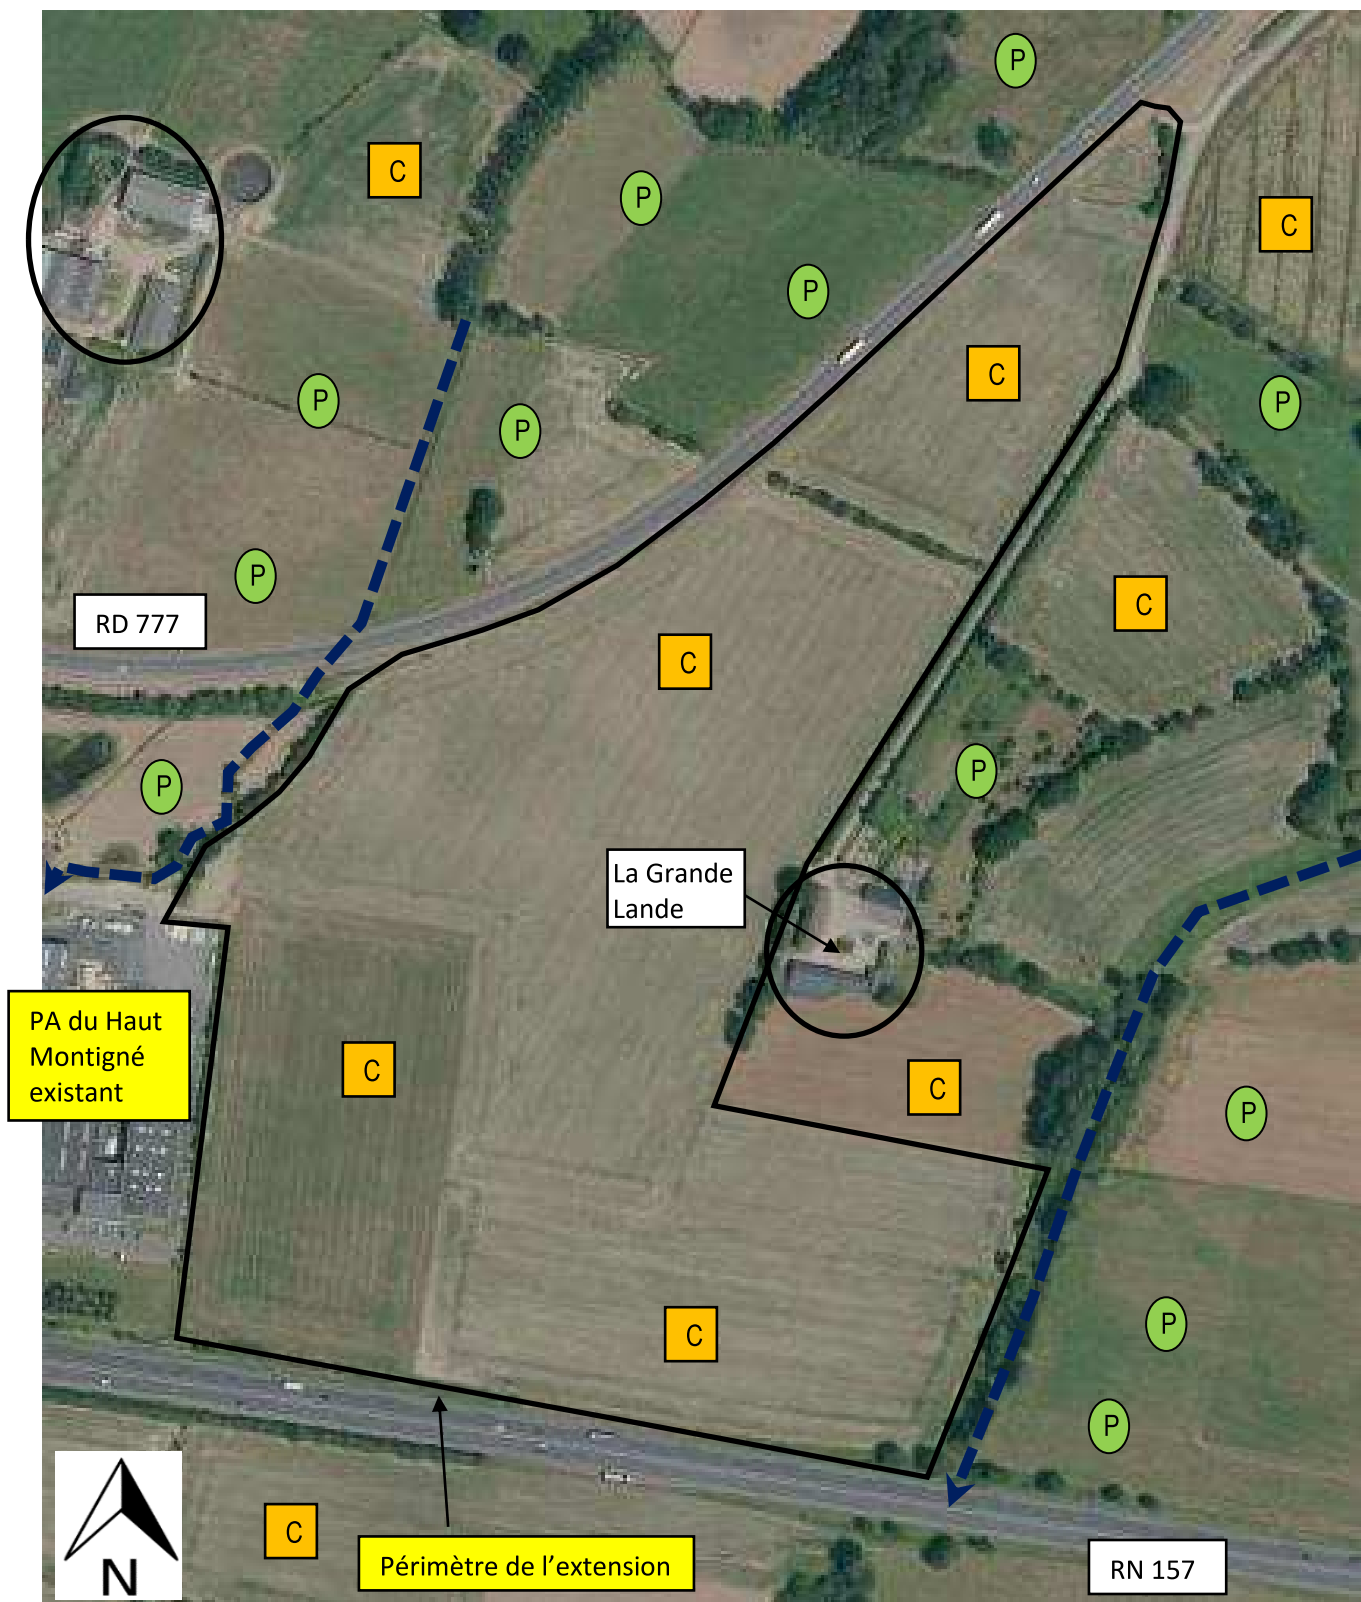 P
C
P
C
P
C
P
P
P
P
RD 777
C
C
P
P
La Grande
Lande
PA du Haut
Montigné
existant
C
C
P
P
C
P
C
Périmètre de l’extension
RN 157
N